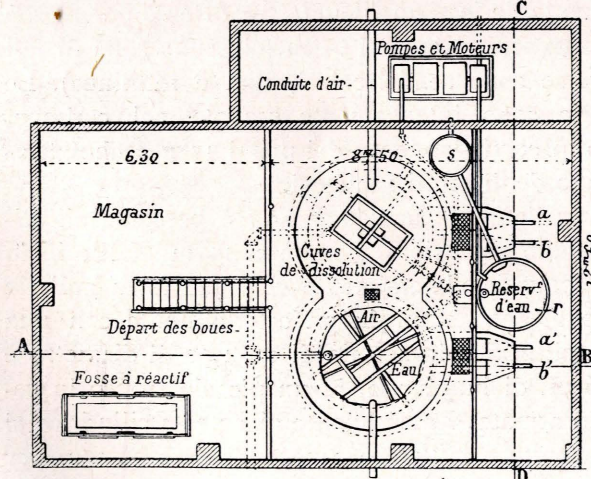 C
Pompes et Moteurs
Conduite d'air
6,30
8m,50
S
Magasin
a
b
Cuves
de dissolution
Réservr
d'eau
r
Départ des boues
Air
A
a'
B
Eau
b'
Fosse à réactif
D